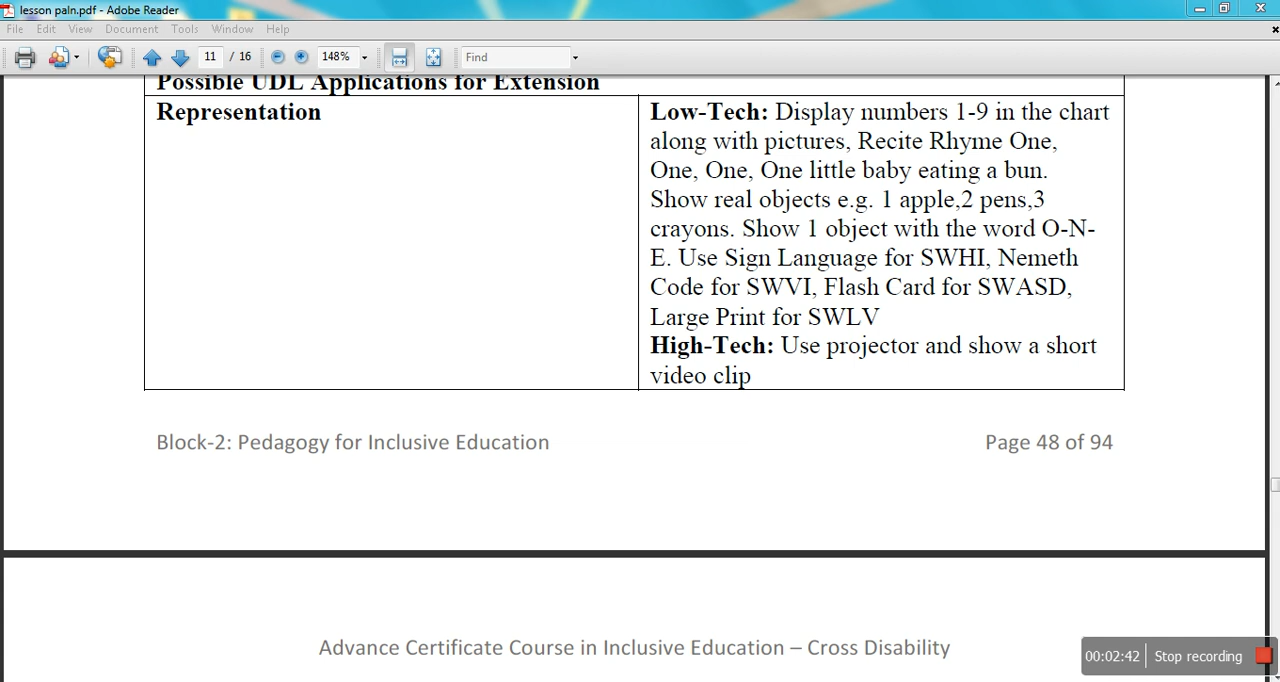 lesson paln.pdf - Adobe Reader
File Edit View Document Tools Window Help
11 / 16 148% Find
Possible UDL Applications for Extension
Representation
Low-Tech: Display numbers 1-9 in the chart
along with pictures, Recite Rhyme One,
One, One, One little baby eating a bun.
Show real objects e.g. 1 apple,2 pens,3
crayons. Show 1 object with the word O-N-
E. Use Sign Language for SWHI, Nemeth
Code for SWVI, Flash Card for SWASD,
Large Print for SWLV
High-Tech: Use projector and show a short
video clip
Block-2: Pedagogy for Inclusive Education
Page 48 of 94
Advance Certificate Course in Inclusive Education – Cross Disability
00:02:42 Stop recording